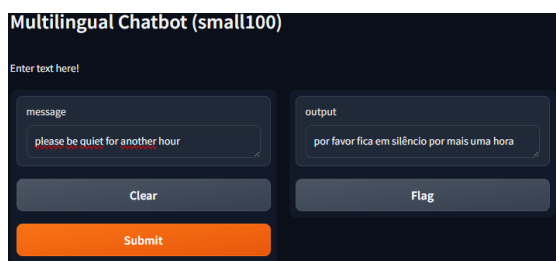 Multilingual Chatbot (small100)
Enter text here!
message
please be quiet for another hour
output
por favor fica em silêncio por mais uma hora
Clear
Flag
Submit